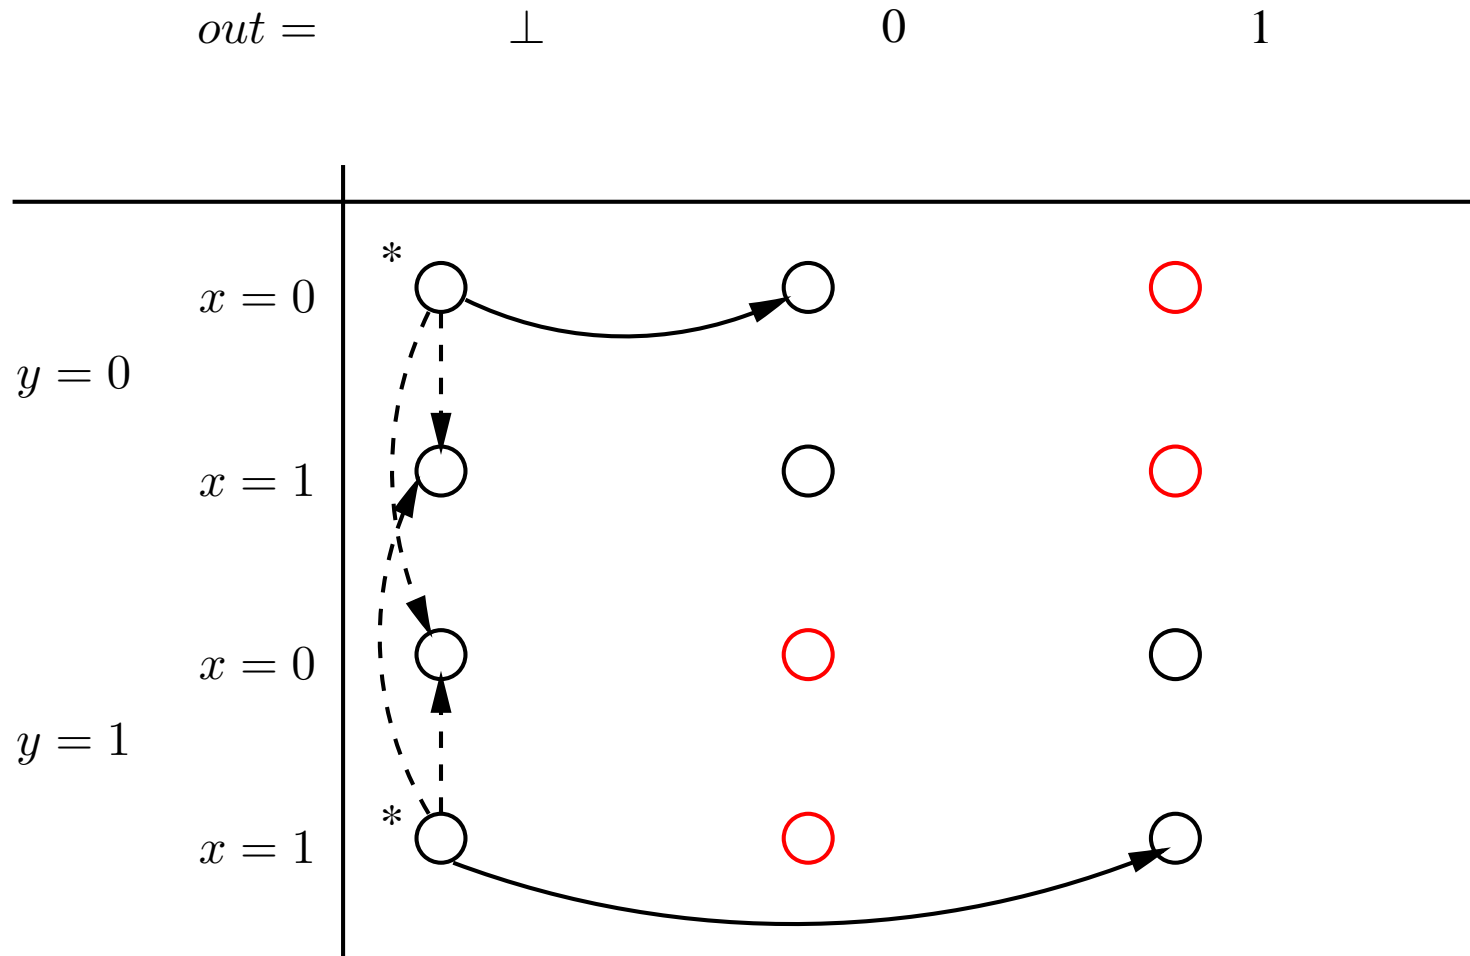 out = ⊥ 0 1
*
x = 0
y = 0
x = 1
x = 0
y = 1
*
x = 1